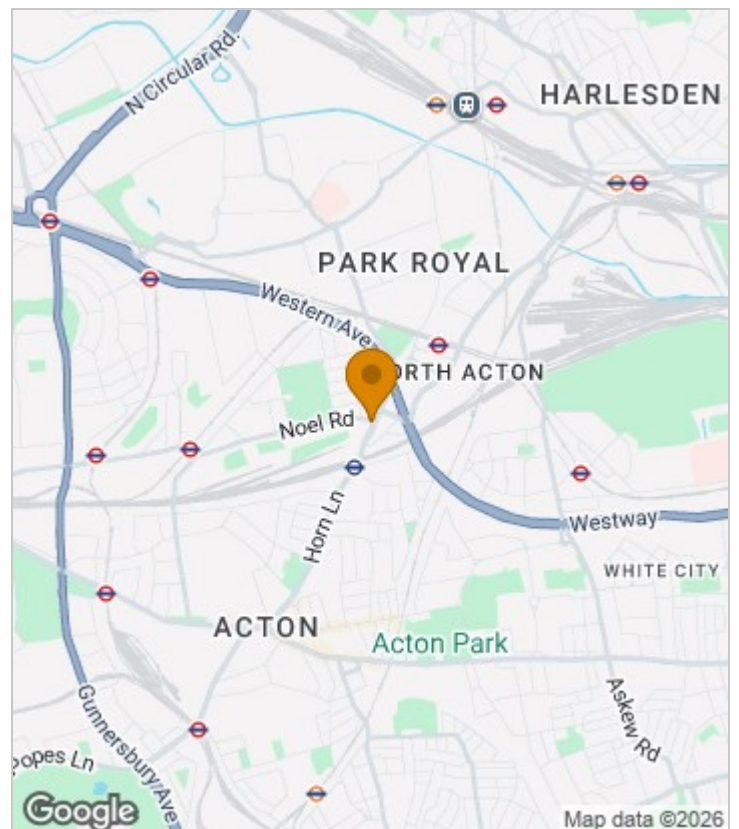 N Circular Rd.
HARLESDEN
PARK ROYAL
Western Ave
ORTH ACTON
Noel Rd
Horn Ln
Westway
WHITE CITY
ACTON
Acton Park
Askew Rd
Gunnersbury Ave
Popes Ln
Google
Map data ©2026